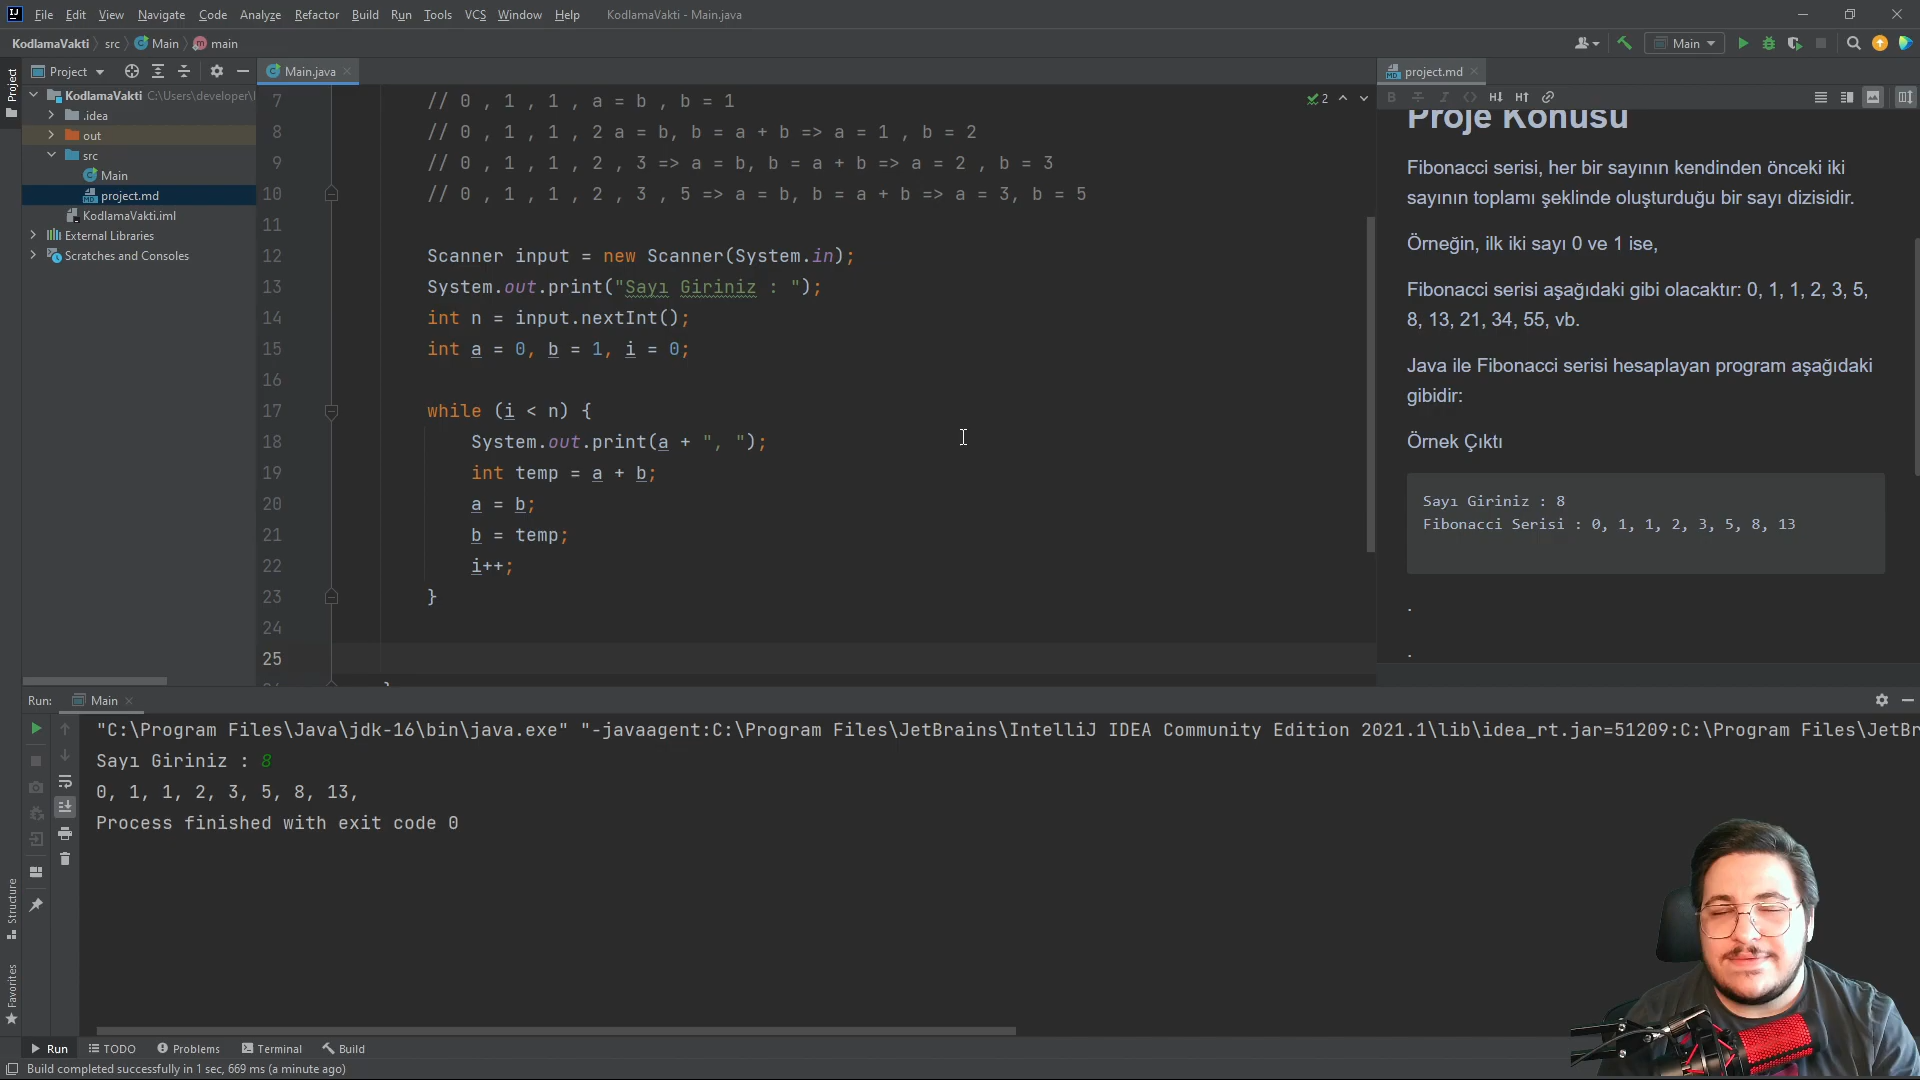 File Edit View Navigate Code Analyze Refactor Build Run Tools VCS Window Help KodlamaVakti - Main.java
KodlamaVakti src Main main
Main
Project
Project
Main.java
project.md
KodlamaVakti C:\Users\developer\
.idea
out
src
Main
project.md
KodlamaVakti.iml
External Libraries
Scratches and Consoles
2
7 // 0 , 1 , 1 , a = b , b = 1
8 // 0 , 1 , 1 , 2 a = b, b = a + b => a = 1 , b = 2
9 // 0 , 1 , 1 , 2 , 3 => a = b, b = a + b => a = 2 , b = 3
10 // 0 , 1 , 1 , 2 , 3 , 5 => a = b, b = a + b => a = 3, b = 5
11
12 Scanner input = new Scanner(System.in);
13 System.out.print("Sayı Giriniz : ");
14 int n = input.nextInt();
15 int a = 0, b = 1, i = 0;
16
17 while (i < n) {
18 System.out.print(a + ", ");
19 int temp = a + b;
20 a = b;
21 b = temp;
22 i++;
23 }
24
25
Proje Konusu
Fibonacci serisi, her bir sayının kendinden önceki iki
sayının toplamı şeklinde oluşturduğu bir sayı dizisidir.
Örneğin, ilk iki sayı 0 ve 1 ise,
Fibonacci serisi aşağıdaki gibi olacaktır: 0, 1, 1, 2, 3, 5,
8, 13, 21, 34, 55, vb.
Java ile Fibonacci serisi hesaplayan program aşağıdaki
gibidir:
Örnek Çıktı
Sayı Giriniz : 8
Fibonacci Serisi : 0, 1, 1, 2, 3, 5, 8, 13
.
.
Run: Main
"C:\Program Files\Java\jdk-16\bin\java.exe" "-javaagent:C:\Program Files\JetBrains\IntelliJ IDEA Community Edition 2021.1\lib\idea_rt.jar=51209:C:\Program Files\JetBr
Sayı Giriniz : 8
0, 1, 1, 2, 3, 5, 8, 13,
Process finished with exit code 0
Structure
Favorites
Run TODO Problems Terminal Build
Build completed successfully in 1 sec, 669 ms (a minute ago)